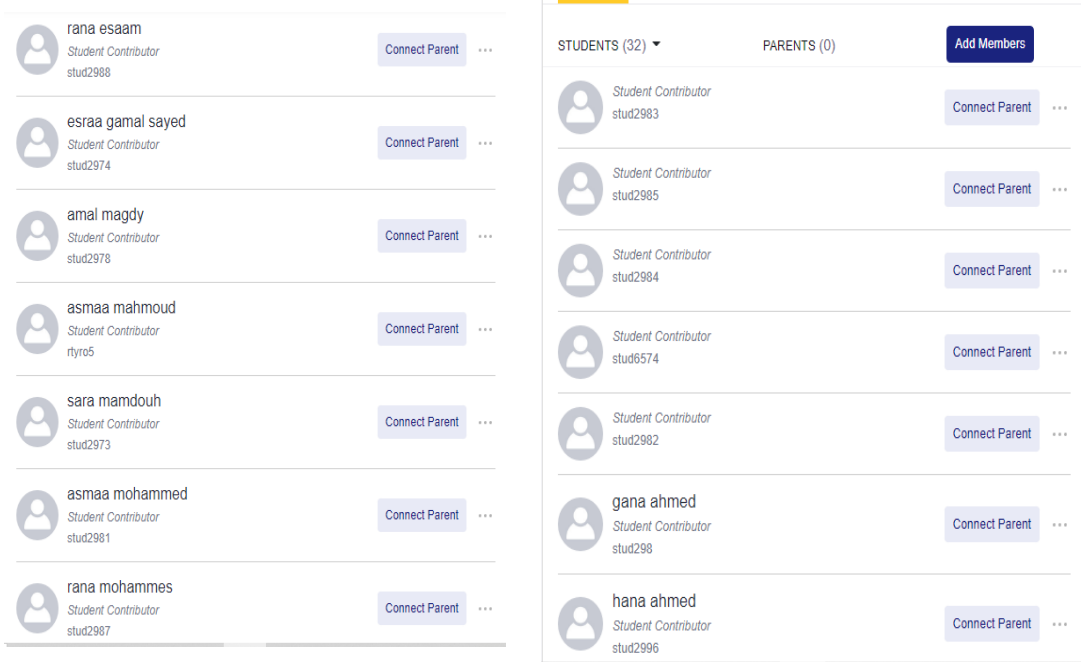 rana esaam
Student Contributor
Connect Parent
stud2988
esraa gamal sayed
Student Contributor
Connect Parent
stud2974
amal magdy
Student Contributor
Connect Parent
stud2978
asmaa mahmoud
Student Contributor
Connect Parent
rtyro5
sara mamdouh
Student Contributor
Connect Parent
stud2973
asmaa mohammed
Student Contributor
Connect Parent
stud2981
rana mohammes
Student Contributor
Connect Parent
stud2987
STUDENTS (32) PARENTS (0) Add Members
Student Contributor
Connect Parent
stud2983
Student Contributor
Connect Parent
stud2985
Student Contributor
Connect Parent
stud2984
Student Contributor
Connect Parent
stud6574
Student Contributor
Connect Parent
stud2982
gana ahmed
Student Contributor
Connect Parent
stud298
hana ahmed
Student Contributor
Connect Parent
stud2996